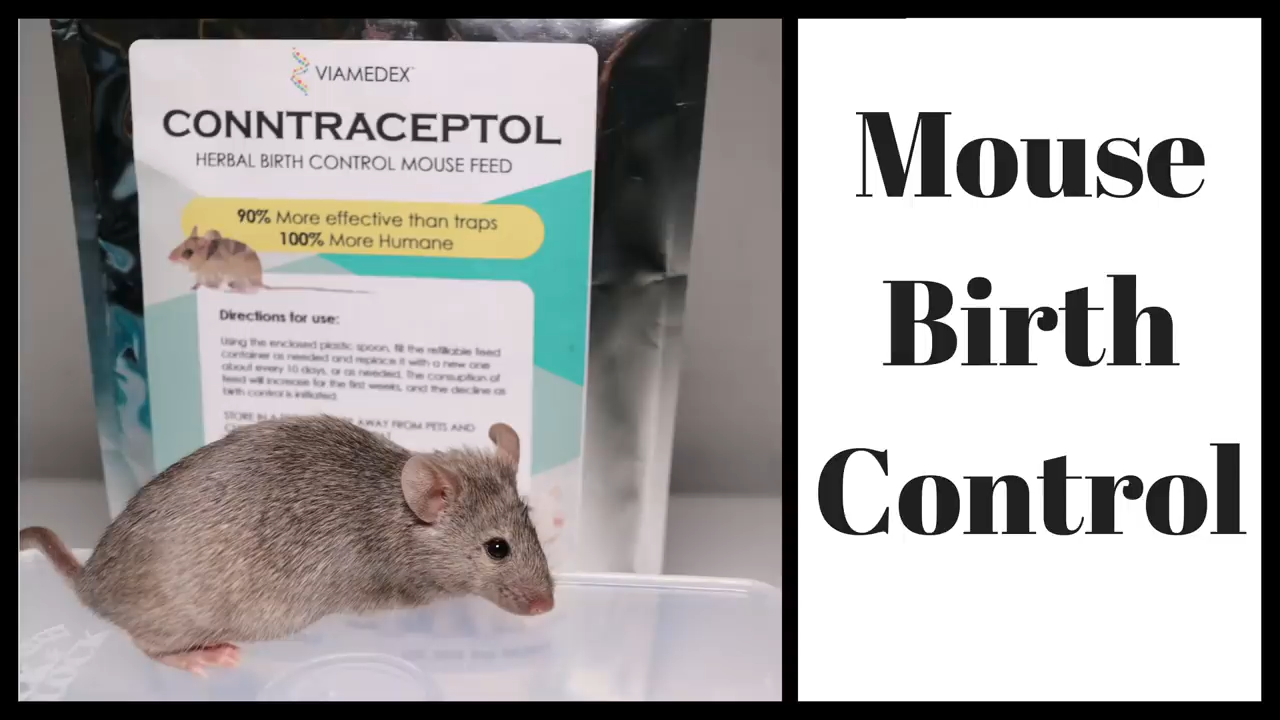 VIAMEDEX™
CONNTRACEPTOL
HERBAL BIRTH CONTROL MOUSE FEED
90% More effective than traps
100% More Humane
Directions for use:
Using the enclosed plastic spoon, fill the refillable feed
container as needed and replace it with a new one
about every 10 days, or as needed. The consuption of
feed will increase for the first weeks, and the decline as
birth control is initiated.
STORE IN A AWAY FROM PETS AND
Mouse
Birth
Control